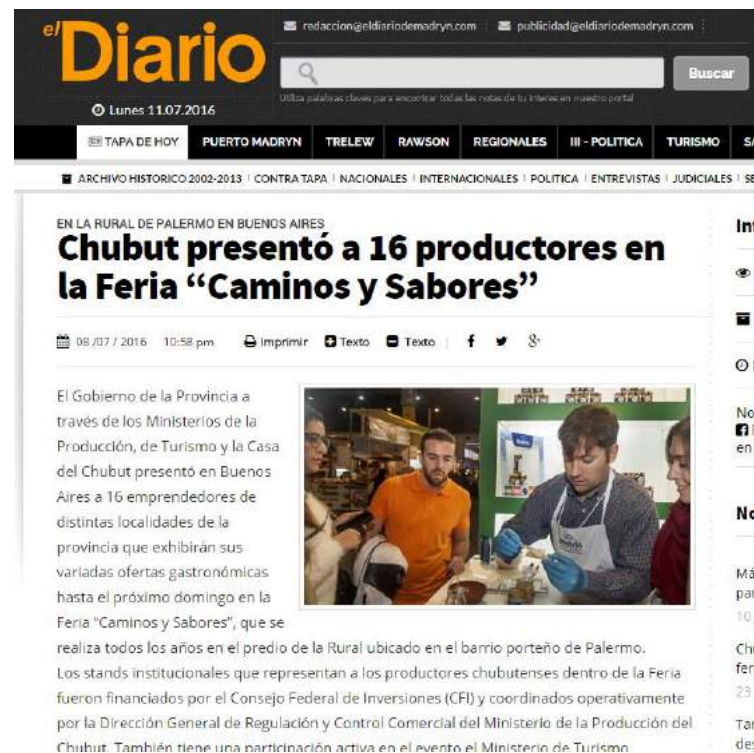 el Diario
redaccion@eldiariodemadryn.com publicidad@eldiariodemadryn.com
Buscar
Utiliza palabras claves para encontrar todas las notas de tu interes en nuestro portal
Lunes 11.07.2016
TAPA DE HOY PUERTO MADRYN TRELEW RAWSON REGIONALES III - POLITICA TURISMO
ARCHIVO HISTORICO 2002-2013 CONTRATAPA NACIONALES INTERNACIONALES POLITICA ENTREVISTAS JUDICIALES
EN LA RURAL DE PALERMO EN BUENOS AIRES
Chubut presentó a 16 productores en
la Feria “Caminos y Sabores”
08 /07 / 2016 10:58 pm Imprimir Texto Texto
El Gobierno de la Provincia a
través de los Ministerios de la
Producción, de Turismo y la Casa
del Chubut presentó en Buenos
Aires a 16 emprendedores de
distintas localidades de la
provincia que exhibirán sus
variadas ofertas gastronómicas
hasta el próximo domingo en la
Feria “Caminos y Sabores”, que se
realiza todos los años en el predio de la Rural ubicado en el barrio porteño de Palermo.
Los stands institucionales que representan a los productores chubutenses dentro de la Feria
fueron financiados por el Consejo Federal de Inversiones (CFI) y coordinados operativamente
por la Dirección General de Regulación y Control Comercial del Ministerio de la Producción del
Chubut. También tiene una participación activa en el evento el Ministerio de Turismo
No
en
10
23